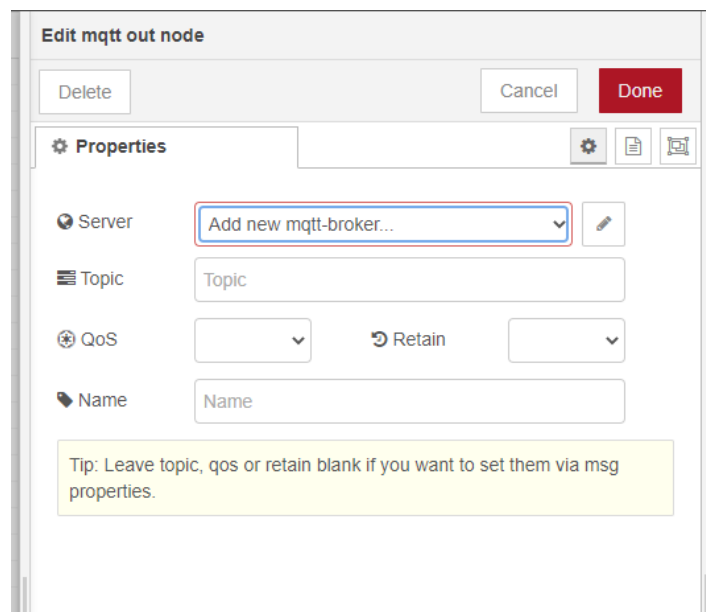 Edit mqtt out node
Delete
Cancel
Done
Properties
Server
Add new mqtt-broker...
Topic
Topic
QoS
Retain
Name
Name
Tip: Leave topic, qos or retain blank if you want to set them via msg
properties.